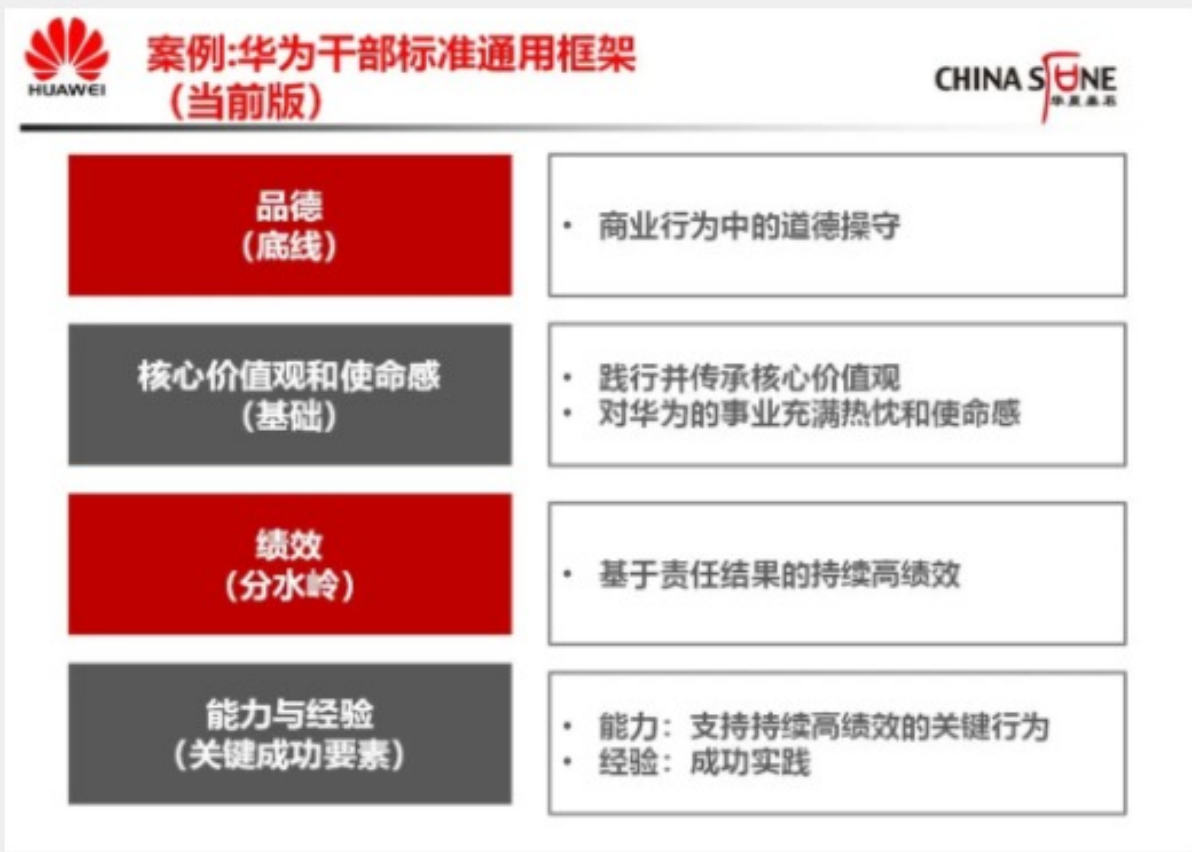 HUAWEI
案例:华为干部标准通用框架
（当前版）
CHINA STONE
华夏基石
品德
(底线)
• 商业行为中的道德操守
核心价值观和使命感
(基础)
• 践行并传承核心价值观
• 对华为的事业充满热忱和使命感
绩效
(分水岭)
• 基于责任结果的持续高绩效
能力与经验
(关键成功要素)
• 能力：支持持续高绩效的关键行为
• 经验：成功实践